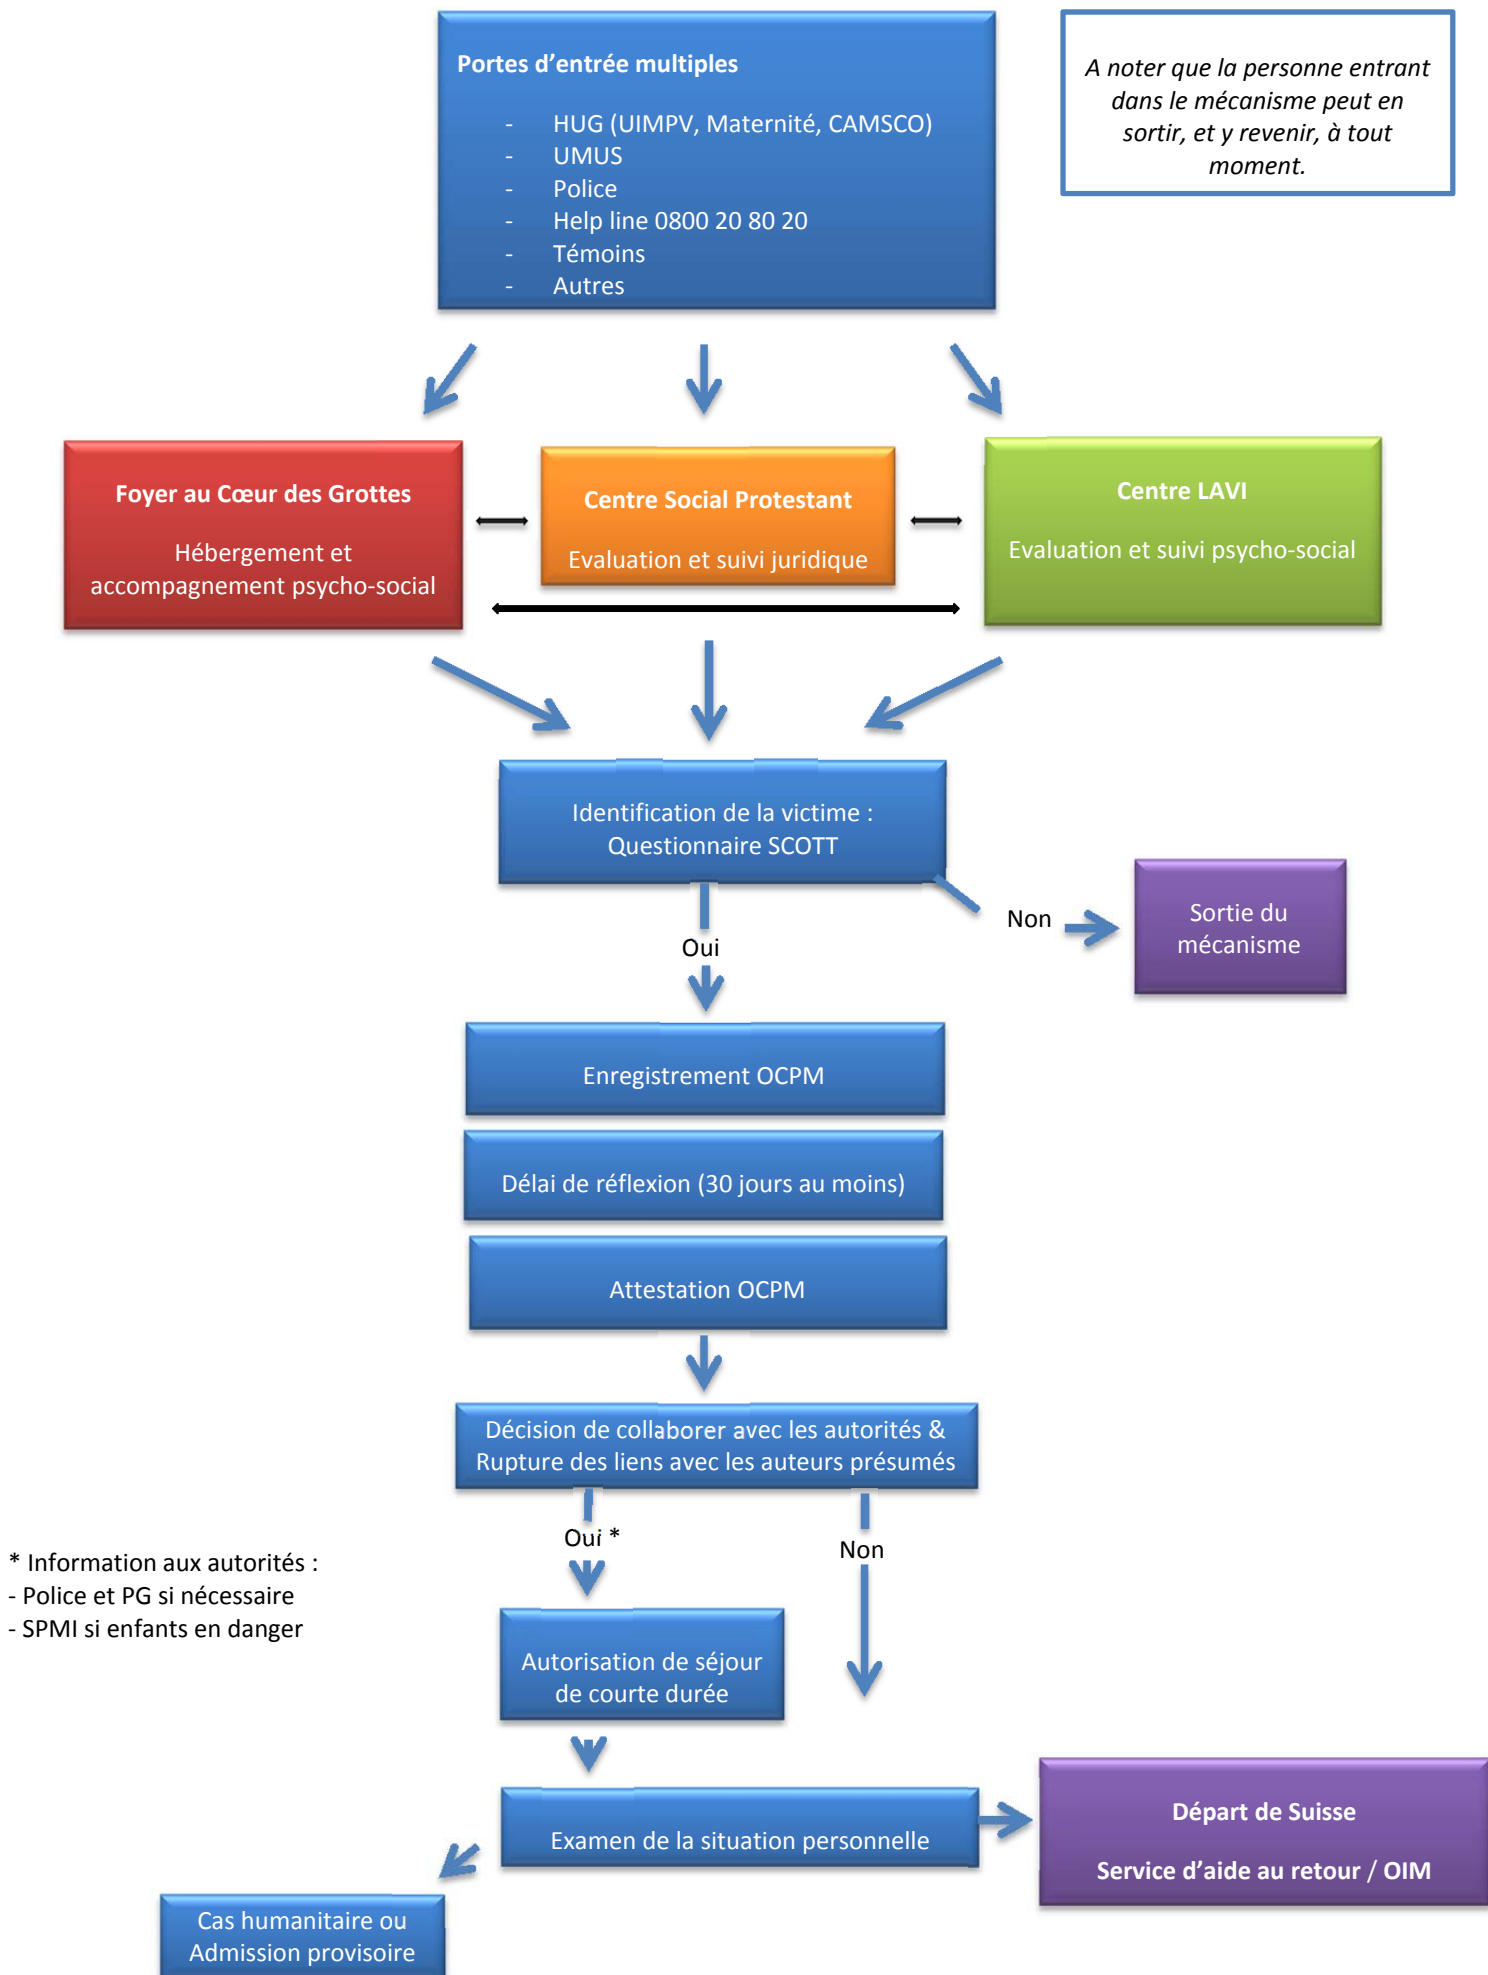 Portes d’entrée multiples
- HUG (UIMPV, Maternité, CAMSCO)
- UMUS
- Police
- Help line 0800 20 80 20
- Témoins
- Autres
A noter que la personne entrant
dans le mécanisme peut en
sortir, et y revenir, à tout
moment.
Foyer au Cœur des Grottes
Hébergement et
accompagnement psycho-social
Centre Social Protestant
Evaluation et suivi juridique
Centre LAVI
Evaluation et suivi psycho-social
Identification de la victime :
Questionnaire SCOTT
Non
Sortie du
mécanisme
Oui
Enregistrement OCPM
Délai de réflexion (30 jours au moins)
Attestation OCPM
Décision de collaborer avec les autorités &
Rupture des liens avec les auteurs présumés
Oui *
Non
* Information aux autorités :
- Police et PG si nécessaire
- SPMI si enfants en danger
Autorisation de séjour
de courte durée
Examen de la situation personnelle
Départ de Suisse
Service d’aide au retour / OIM
Cas humanitaire ou
Admission provisoire